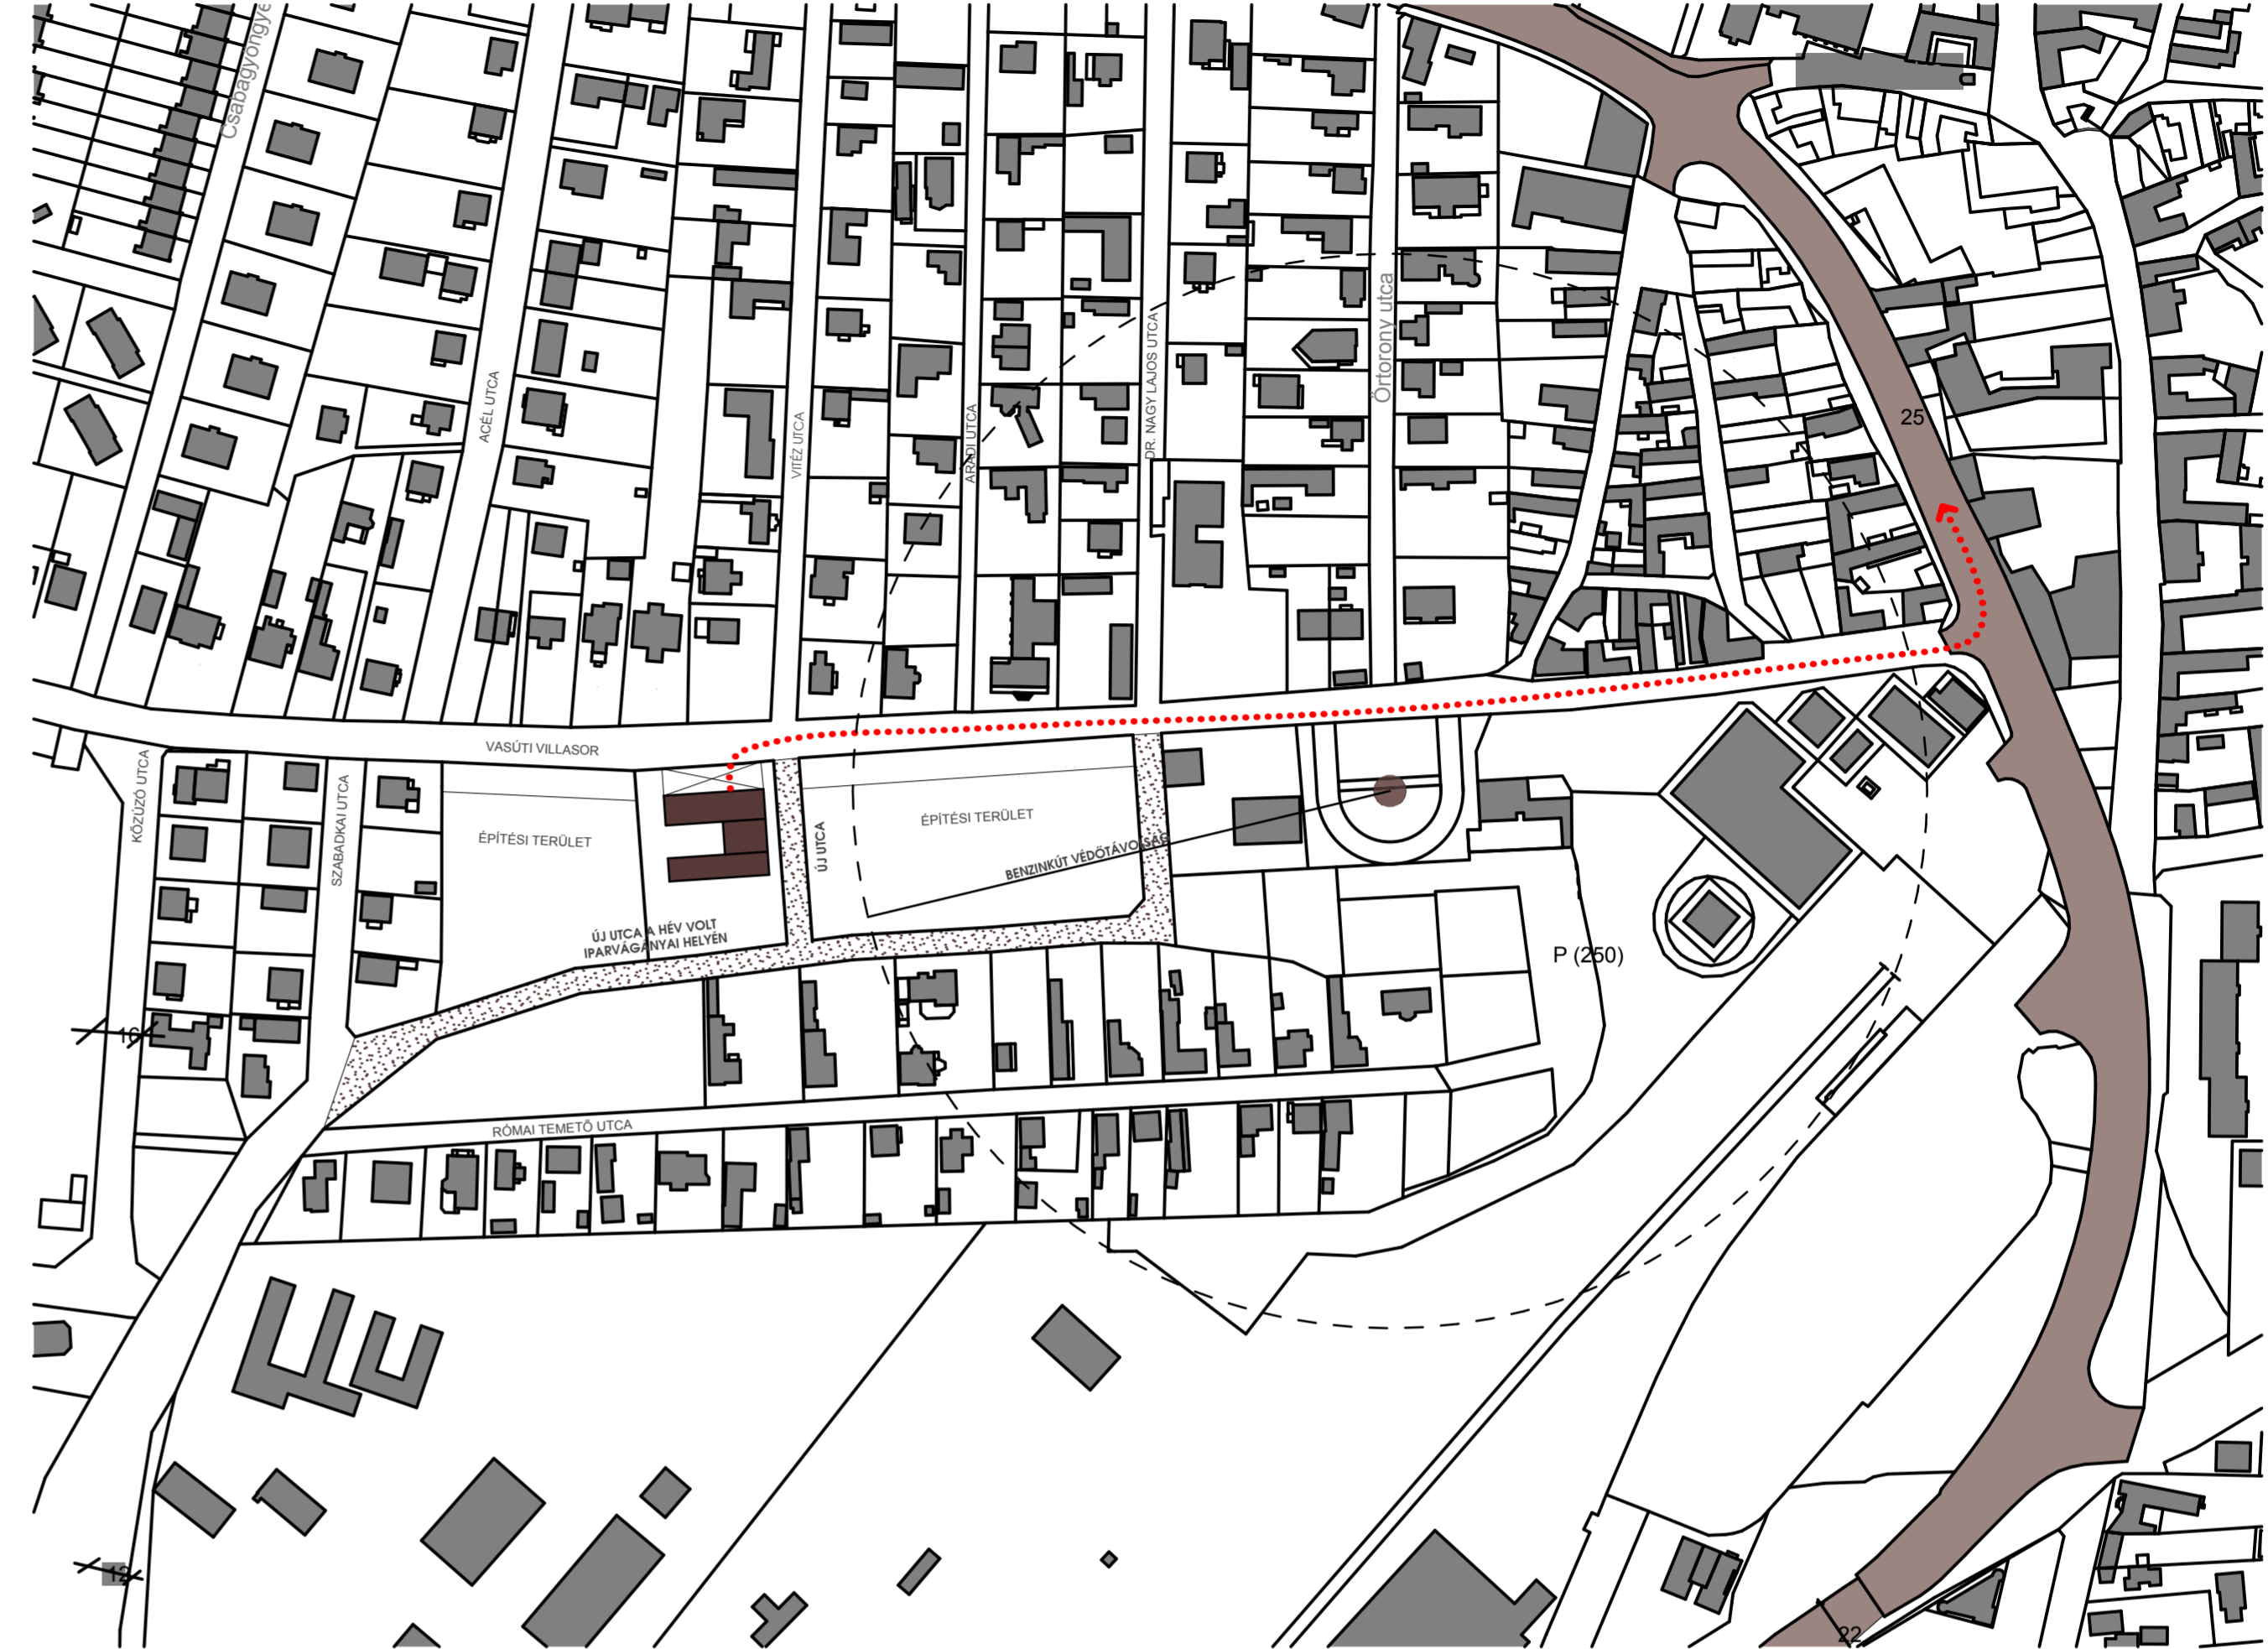 Csabagyöngye
ACÉL UTCA
VITÉZ UTCA
ARADI UTCA
DR. NAGY LAJOS UTCA
Őrtorony utca
25
VASÚTI VILLASOR
KÖZÚZÓ UTCA
SZABADKAI UTCA
ÉPÍTÉSI TERÜLET
ÚJ UTCA
ÉPÍTÉSI TERÜLET
BENZINKÚT VÉDŐTÁVOLSÁG
ÚJ UTCA A HÉV VOLT
IPARVÁGÁNYAI HELYÉN
P (250)
16
RÓMAI TEMETŐ UTCA
12
22